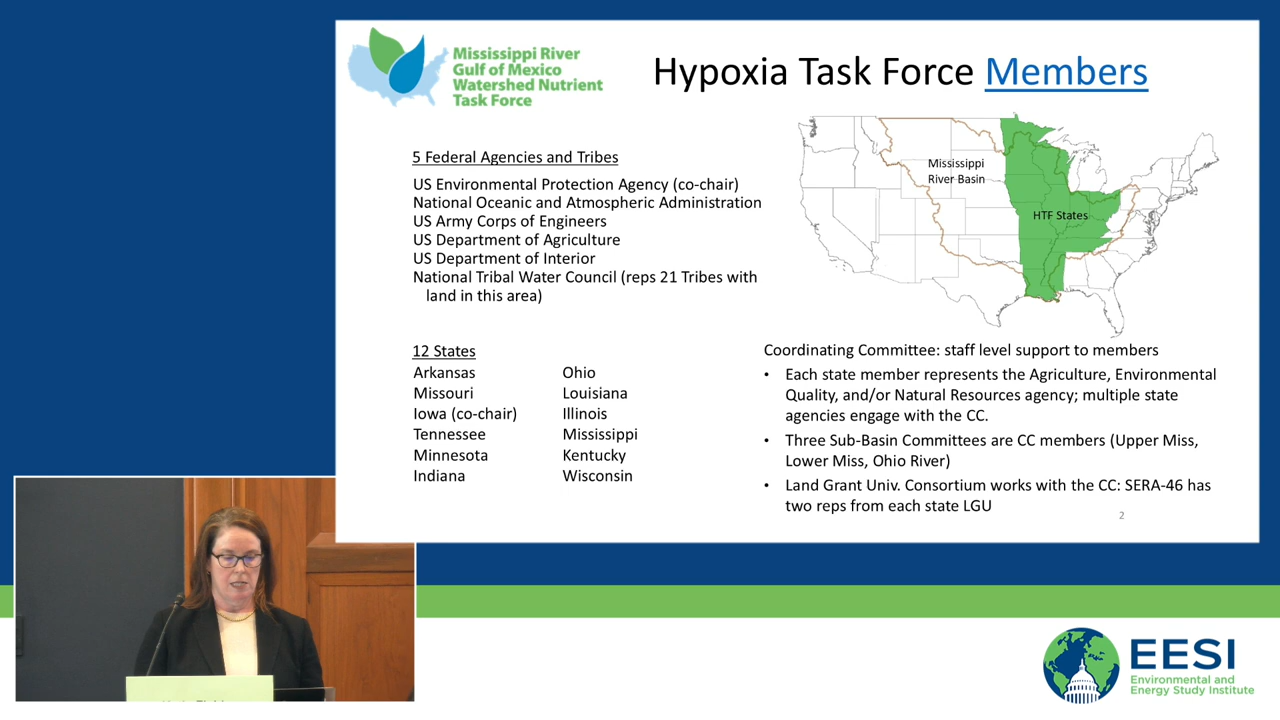 Mississippi River
Gulf of Mexico
Watershed Nutrient
Task Force
Hypoxia Task Force Members
5 Federal Agencies and Tribes
US Environmental Protection Agency (co-chair)
National Oceanic and Atmospheric Administration
US Army Corps of Engineers
US Department of Agriculture
US Department of Interior
National Tribal Water Council (reps 21 Tribes with
land in this area)
Mississippi
River Basin
HTF States
12 States
Arkansas
Missouri
Iowa (co-chair)
Tennessee
Minnesota
Indiana
Ohio
Louisiana
Illinois
Mississippi
Kentucky
Wisconsin
Coordinating Committee: staff level support to members
• Each state member represents the Agriculture, Environmental
Quality, and/or Natural Resources agency; multiple state
agencies engage with the CC.
• Three Sub-Basin Committees are CC members (Upper Miss,
Lower Miss, Ohio River)
• Land Grant Univ. Consortium works with the CC: SERA-46 has
two reps from each state LGU
2
EESI
Environmental and
Energy Study Institute